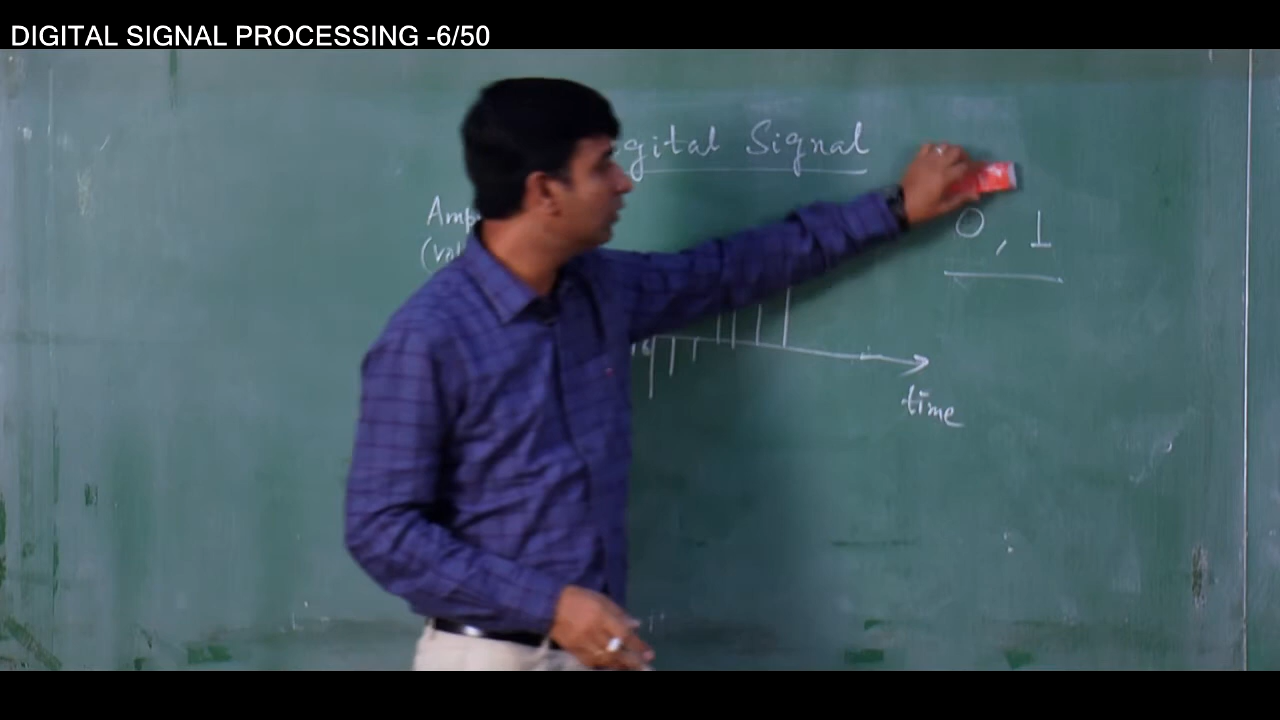 DIGITAL SIGNAL PROCESSING -6/50
gital Signal
Amp
(vol
0, 1
time